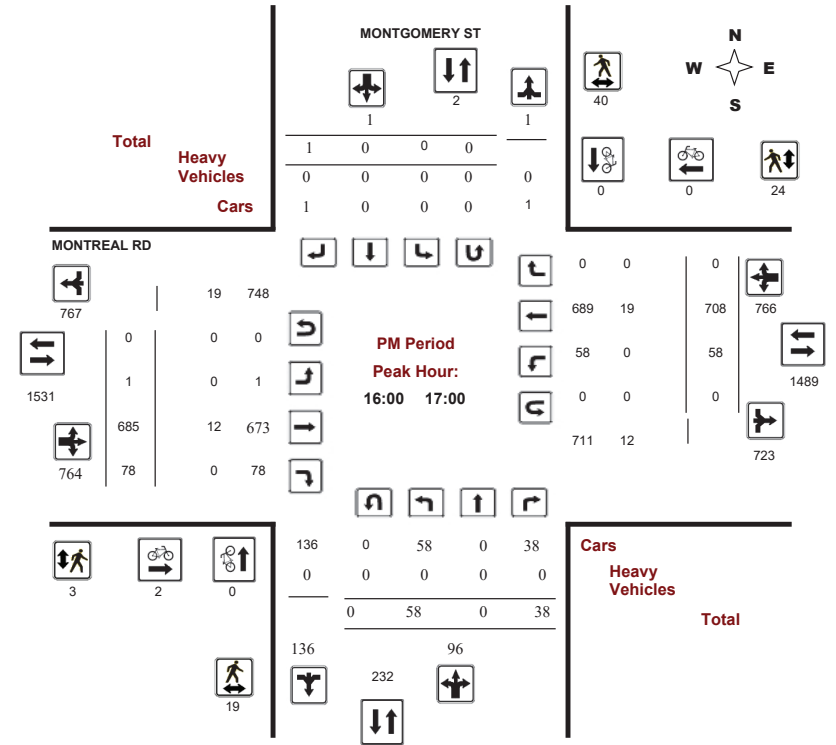 MONTGOMERY ST
N
W E
S
2
40
1 1
Total
1 0 0 0
Heavy
Vehicles
0 0 0 0 0
Cars
1 0 0 0 1
0 0 24
MONTREAL RD
767
19 748
0 0 0
1531
1 0 1
685 12 673
764
78 0 78
PM Period
Peak Hour:
16:00 17:00
0 0 0
689 19 708 766
58 0 58
1489
0 0 0
711 12
723
136 0 58 0 38
Cars
0 0 0 0 0
Heavy
Vehicles
0 58 0 38
Total
3 2 0
136 96
232
19